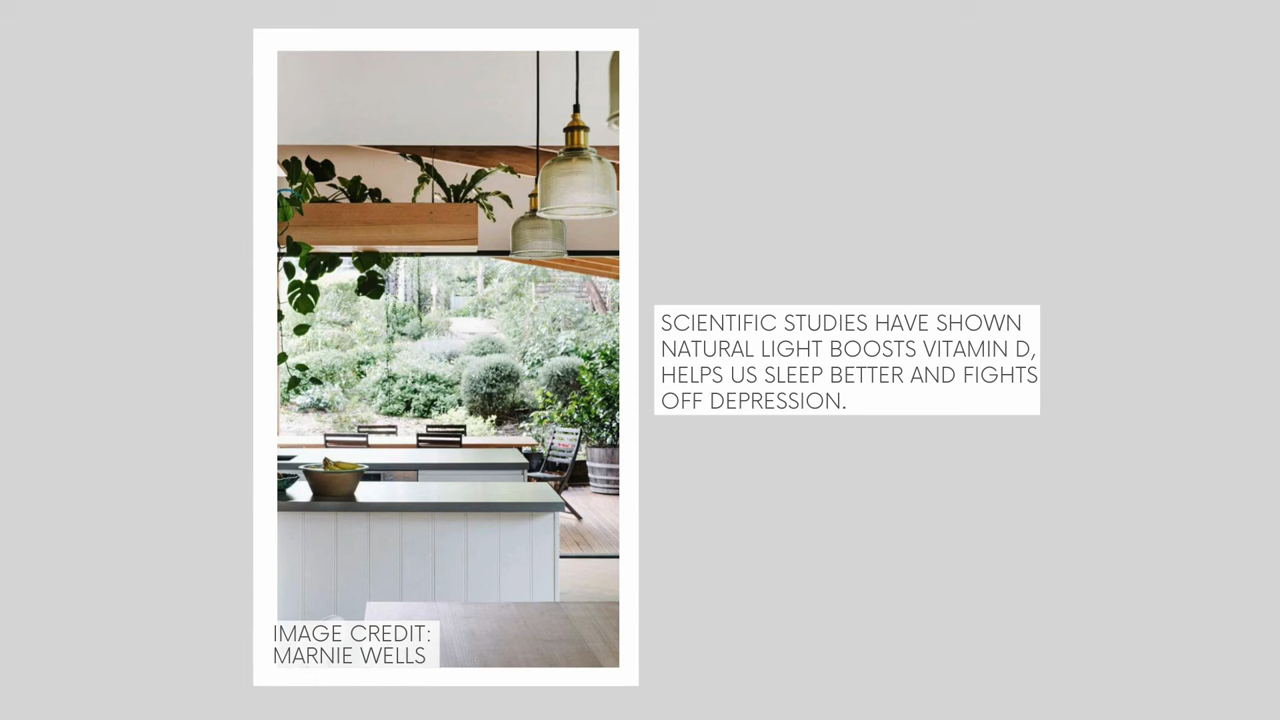 SCIENTIFIC STUDIES HAVE SHOWN
NATURAL LIGHT BOOSTS VITAMIN D,
HELPS US SLEEP BETTER AND FIGHTS
OFF DEPRESSION.
IMAGE CREDIT:
MARNIE WELLS